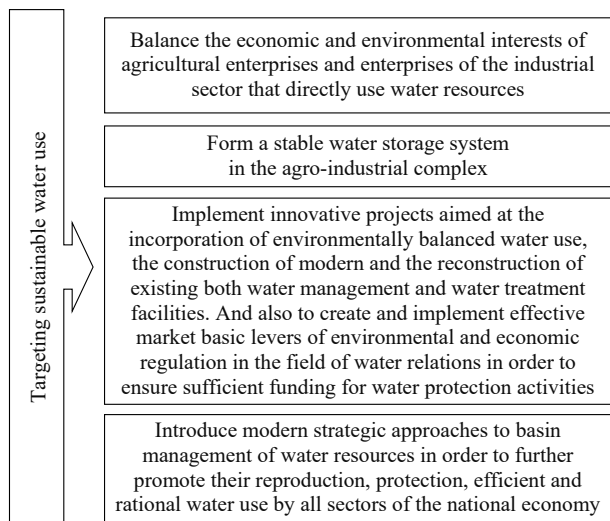 Targeting sustainable water use
Balance the economic and environmental interests of
agricultural enterprises and enterprises of the industrial
sector that directly use water resources
Form a stable water storage system
in the agro-industrial complex
Implement innovative projects aimed at the
incorporation of environmentally balanced water use,
the construction of modern and the reconstruction of
existing both water management and water treatment
facilities. And also to create and implement effective
market basic levers of environmental and economic
regulation in the field of water relations in order to
ensure sufficient funding for water protection activities
Introduce modern strategic approaches to basin
management of water resources in order to further
promote their reproduction, protection, efficient and
rational water use by all sectors of the national economy